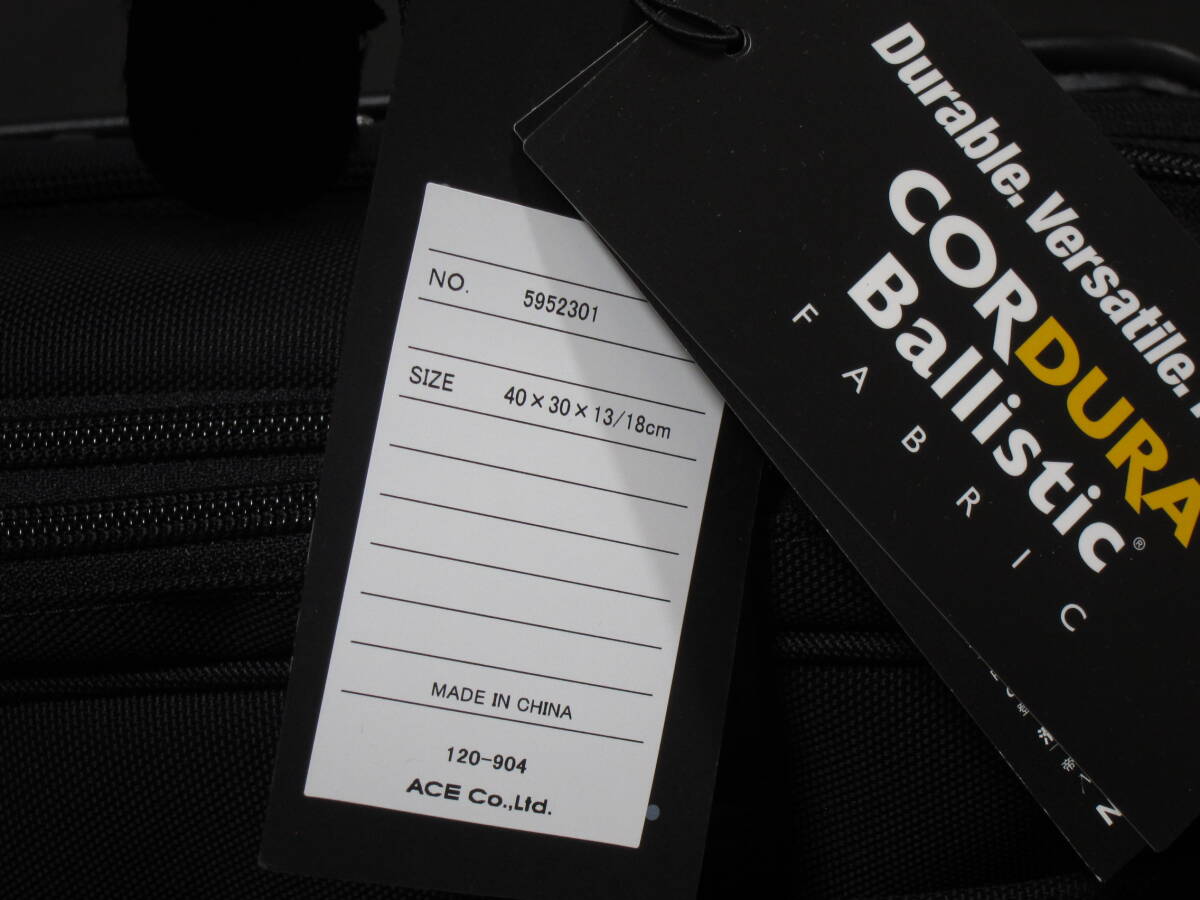 NO. 5952301
SIZE 40×30×13/18cm
MADE IN CHINA
120-904
ACE Co.,Ltd.
Durable. Versatile.
CORDURA
Ballistic®
FABRIC